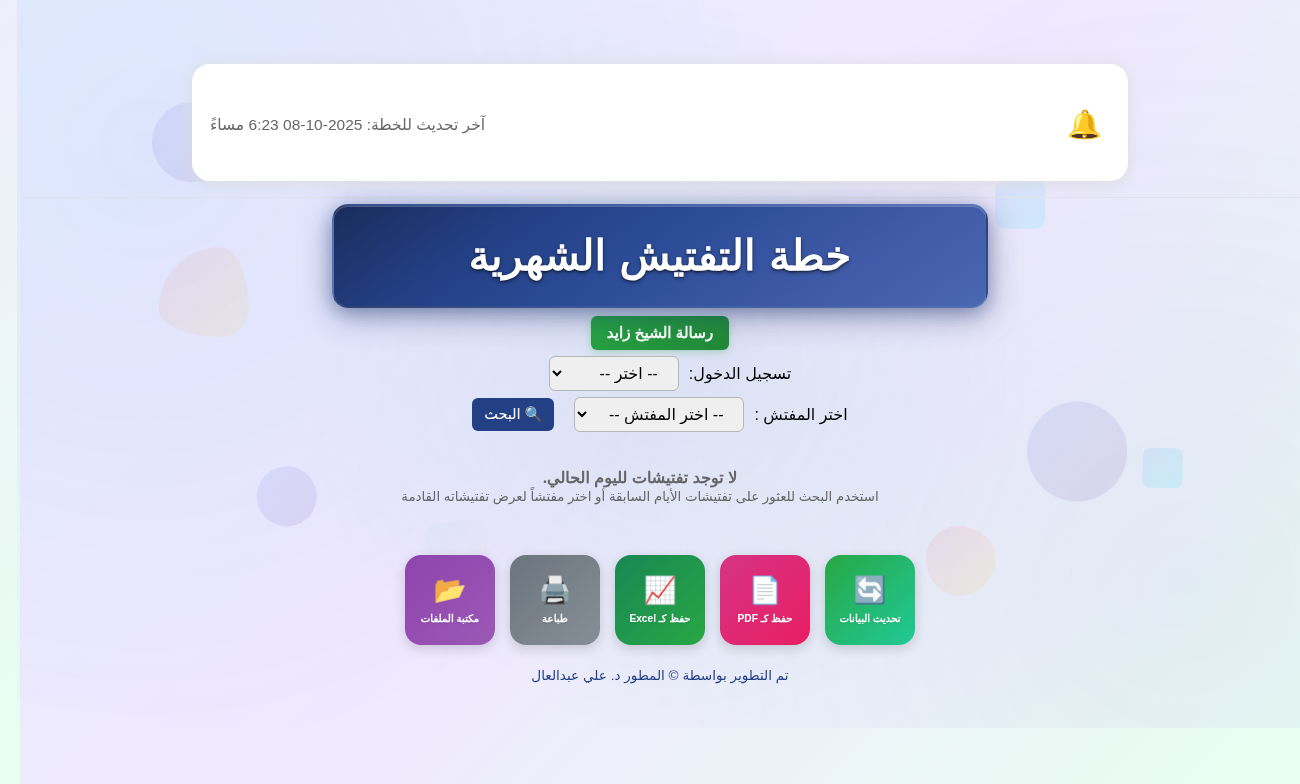 آخر تحديث للخطة: 2025-10-08 6:23 مساءً
خطة التفتيش الشهرية
رسالة الشيخ زايد
تسجيل الدخول: -- اختر --
اختر المفتش : -- اختر المفتش -- البحث
لا توجد تفتيشات لليوم الحالي.
استخدم البحث للعثور على تفتيشات الأيام السابقة أو اختر مفتشاً لعرض تفتيشاته القادمة
تحديث البيانات
حفظ كـ PDF
حفظ كـ Excel
طباعة
مكتبة الملفات
تم التطوير بواسطة © المطور د. علي عبدالعال